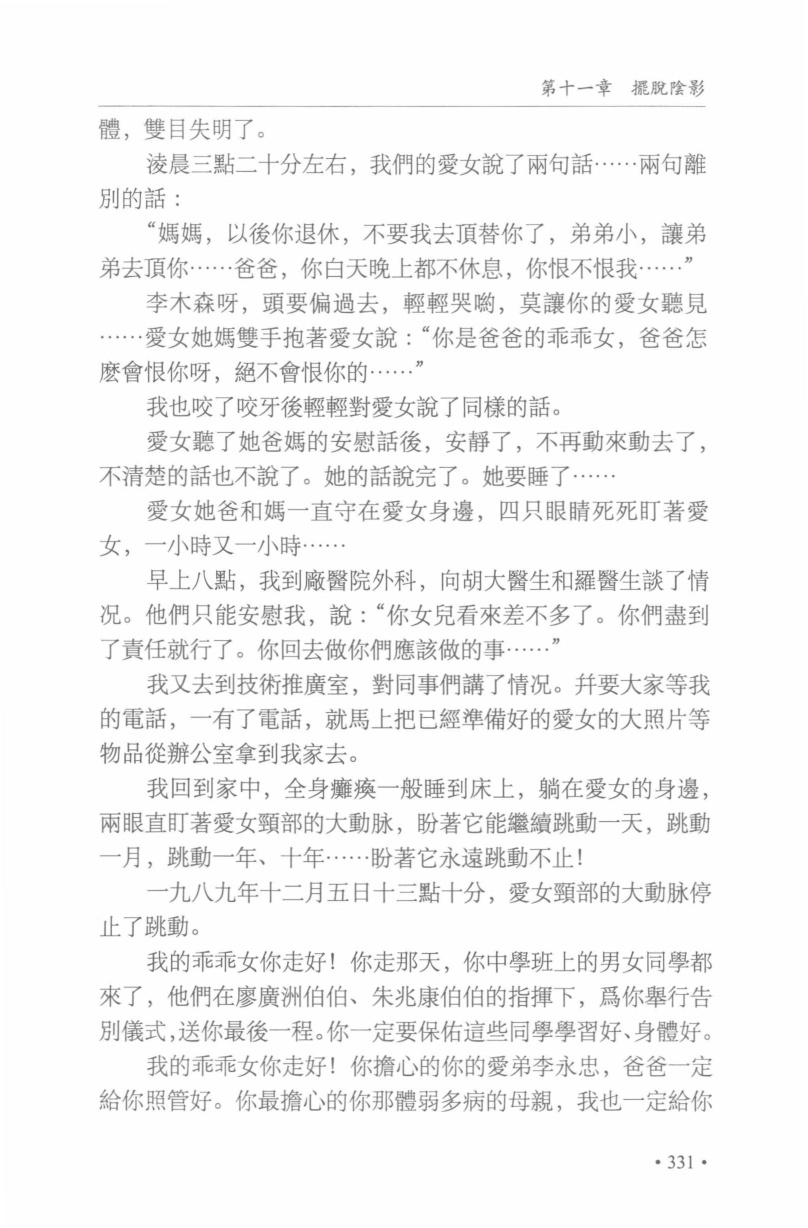 第十一章　擺脫陰影
體，雙目失明了。
凌晨三點二十分左右，我們的愛女說了兩句話……兩句離
別的話：
“媽媽，以後你退休，不要我去頂替你了，弟弟小，讓弟
弟去頂你……爸爸，你白天晚上都不休息，你恨不恨我……”
李木森呀，頭要偏過去，輕輕哭喲，莫讓你的愛女聽見
……愛女她媽雙手抱著愛女說：“你是爸爸的乖乖女，爸爸怎
麽會恨你呀，絕不會恨你的……”
我也咬了咬牙後輕輕對愛女說了同樣的話。
愛女聽了她爸媽的安慰話後，安靜了，不再動來動去了，
不清楚的話也不說了。她的話說完了。她要睡了……
愛女她爸和媽一直守在愛女身邊，四只眼睛死死盯著愛
女，一小時又一小時……
早上八點，我到廠醫院外科，向胡大醫生和羅醫生談了情
况。他們只能安慰我，說：“你女兒看來差不多了。你們盡到
了責任就行了。你回去做你們應該做的事……”
我又去到技術推廣室，對同事們講了情况。幷要大家等我
的電話，一有了電話，就馬上把已經準備好的愛女的大照片等
物品從辦公室拿到我家去。
我回到家中，全身癱瘓一般睡到床上，躺在愛女的身邊，
兩眼直盯著愛女頸部的大動脉，盼著它能繼續跳動一天，跳動
一月，跳動一年、十年……盼著它永遠跳動不止！
一九八九年十二月五日十三點十分，愛女頸部的大動脉停
止了跳動。
我的乖乖女你走好！你走那天，你中學班上的男女同學都
來了，他們在廖廣洲伯伯、朱兆康伯伯的指揮下，爲你舉行告
別儀式，送你最後一程。你一定要保佑這些同學學習好、身體好。
我的乖乖女你走好！你擔心的你的愛弟李永忠，爸爸一定
給你照管好。你最擔心的你那體弱多病的母親，我也一定給你
• 331 •